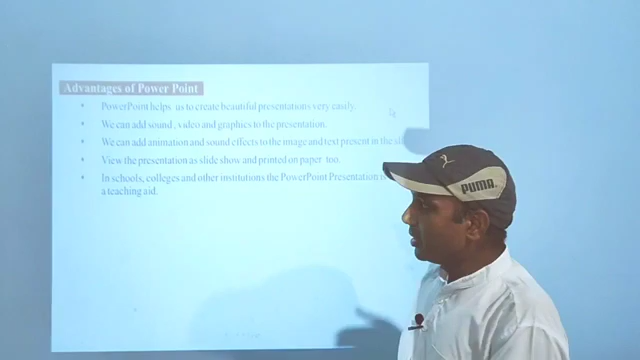 Advantages of Power Point
PowerPoint helps us to create beautiful presentations very easily.
We can add sound , video and graphics to the presentation.
We can add animation and sound effects to the image and text present in the
View the presentation as slide show and printed on paper too.
In schools, colleges and other institutions the PowerPoint Presentation is
a teaching aid.
PUMA